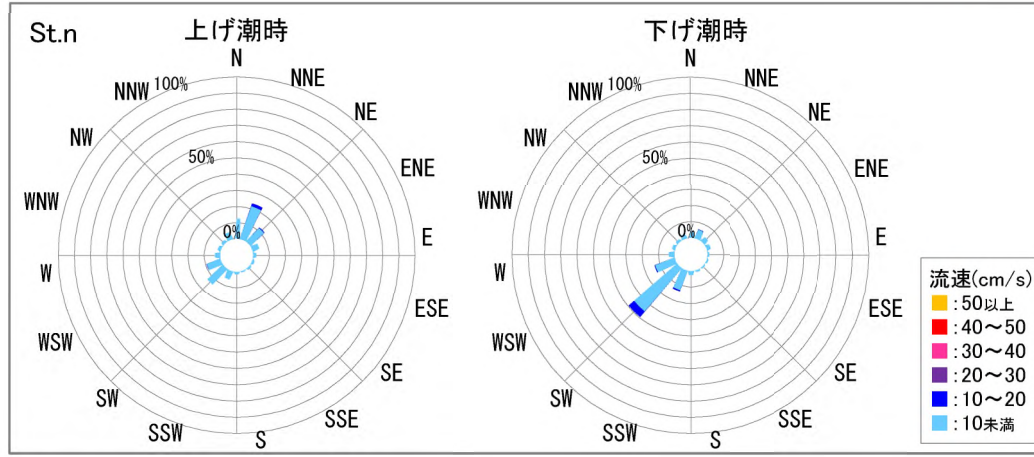 St.n
上げ潮時
N
NNE
NE
ENE
E
ESE
SE
SSE
S
SSW
SW
WSW
W
WNW
NW
NNW
100%
50%
0%
下げ潮時
N
NNE
NE
ENE
E
ESE
SE
SSE
S
SSW
SW
WSW
W
WNW
NW
NNW
100%
50%
0%
流速(cm/s)
:50以上
:40～50
:30～40
:20～30
:10～20
:10未満